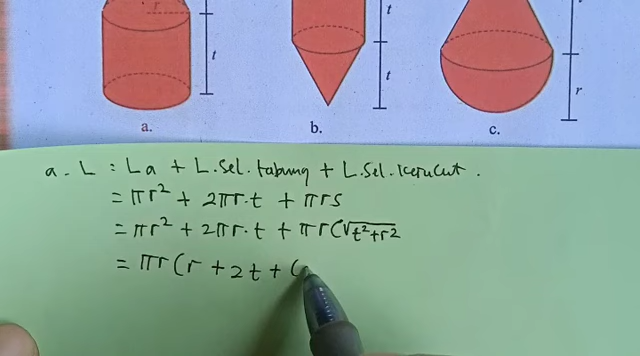 r
t
t
t
r
a.
b.
c.
a. L = La + L.Sel.tabung + L.Sel.kerucut.
= πr² + 2πr.t + πrs
= πr² + 2πr.t + πr(√t²+r²
= πr(r + 2t + (